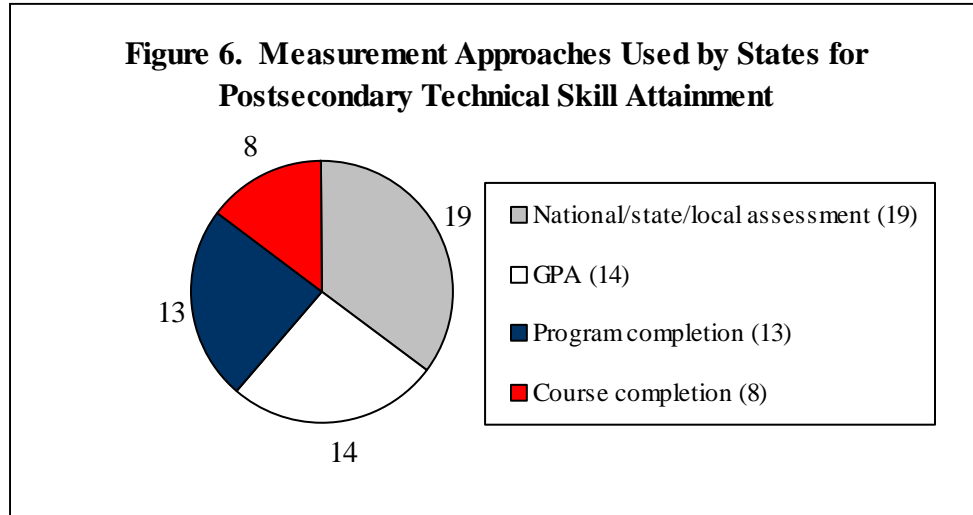 Figure 6. Measurement Approaches Used by States for
Postsecondary Technical Skill Attainment
8
19
13
14
National/state/local assessment (19)
GPA (14)
Program completion (13)
Course completion (8)